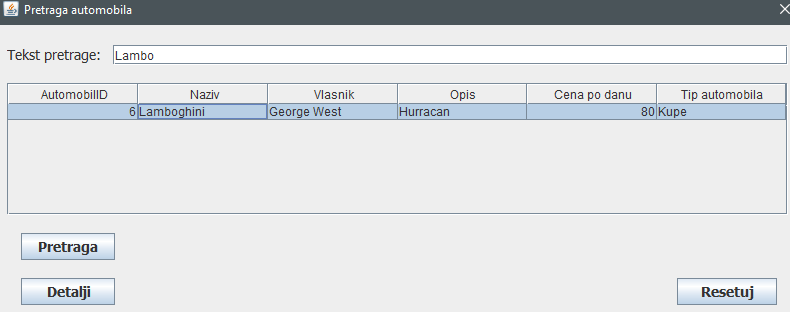 Pretraga automobila
Tekst pretrage: Lambo
AutomobilID Naziv Vlasnik Opis Cena po danu Tip automobila
6 Lamboghini George West Hurracan 80 Kupe
Pretraga
Detalji Resetuj